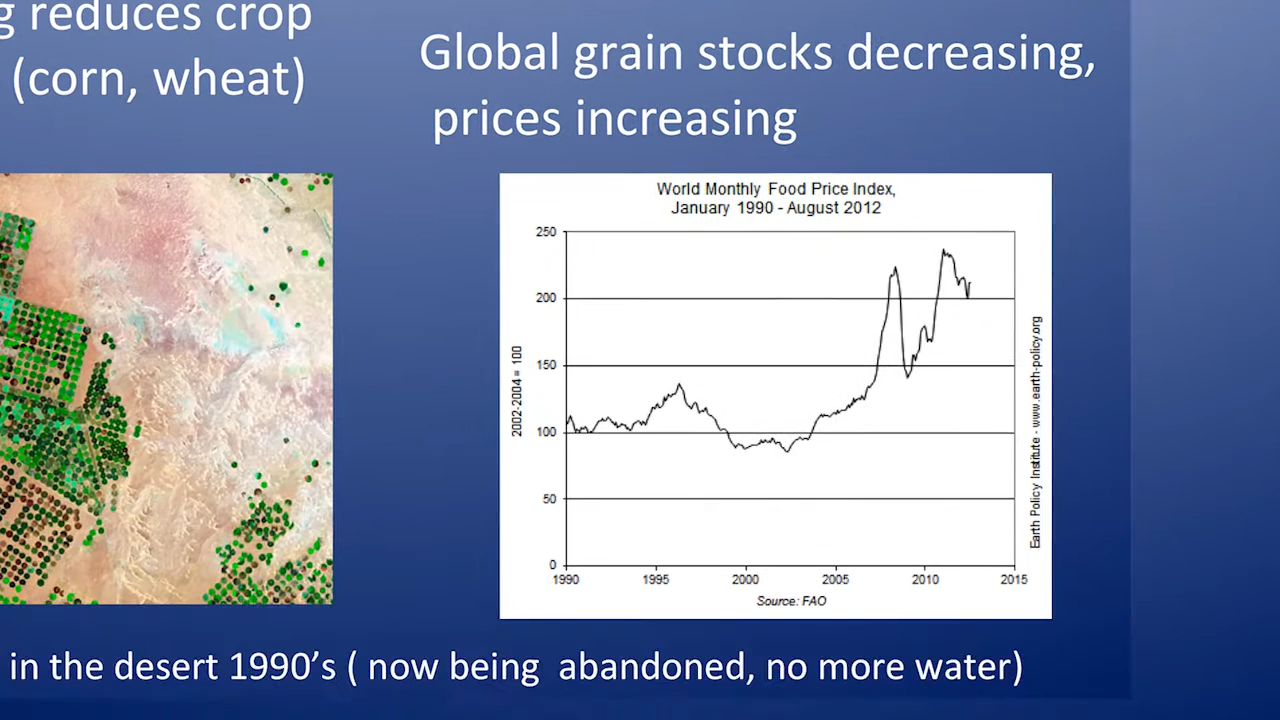 g reduces crop
(corn, wheat)
Global grain stocks decreasing,
prices increasing
World Monthly Food Price Index,
January 1990 - August 2012
250
200
150
100
50
0
2002-2004 = 100
1990 1995 2000 2005 2010 2015
Source: FAO
Earth Policy Institute - www.earth-policy.org
in the desert 1990’s ( now being abandoned, no more water)